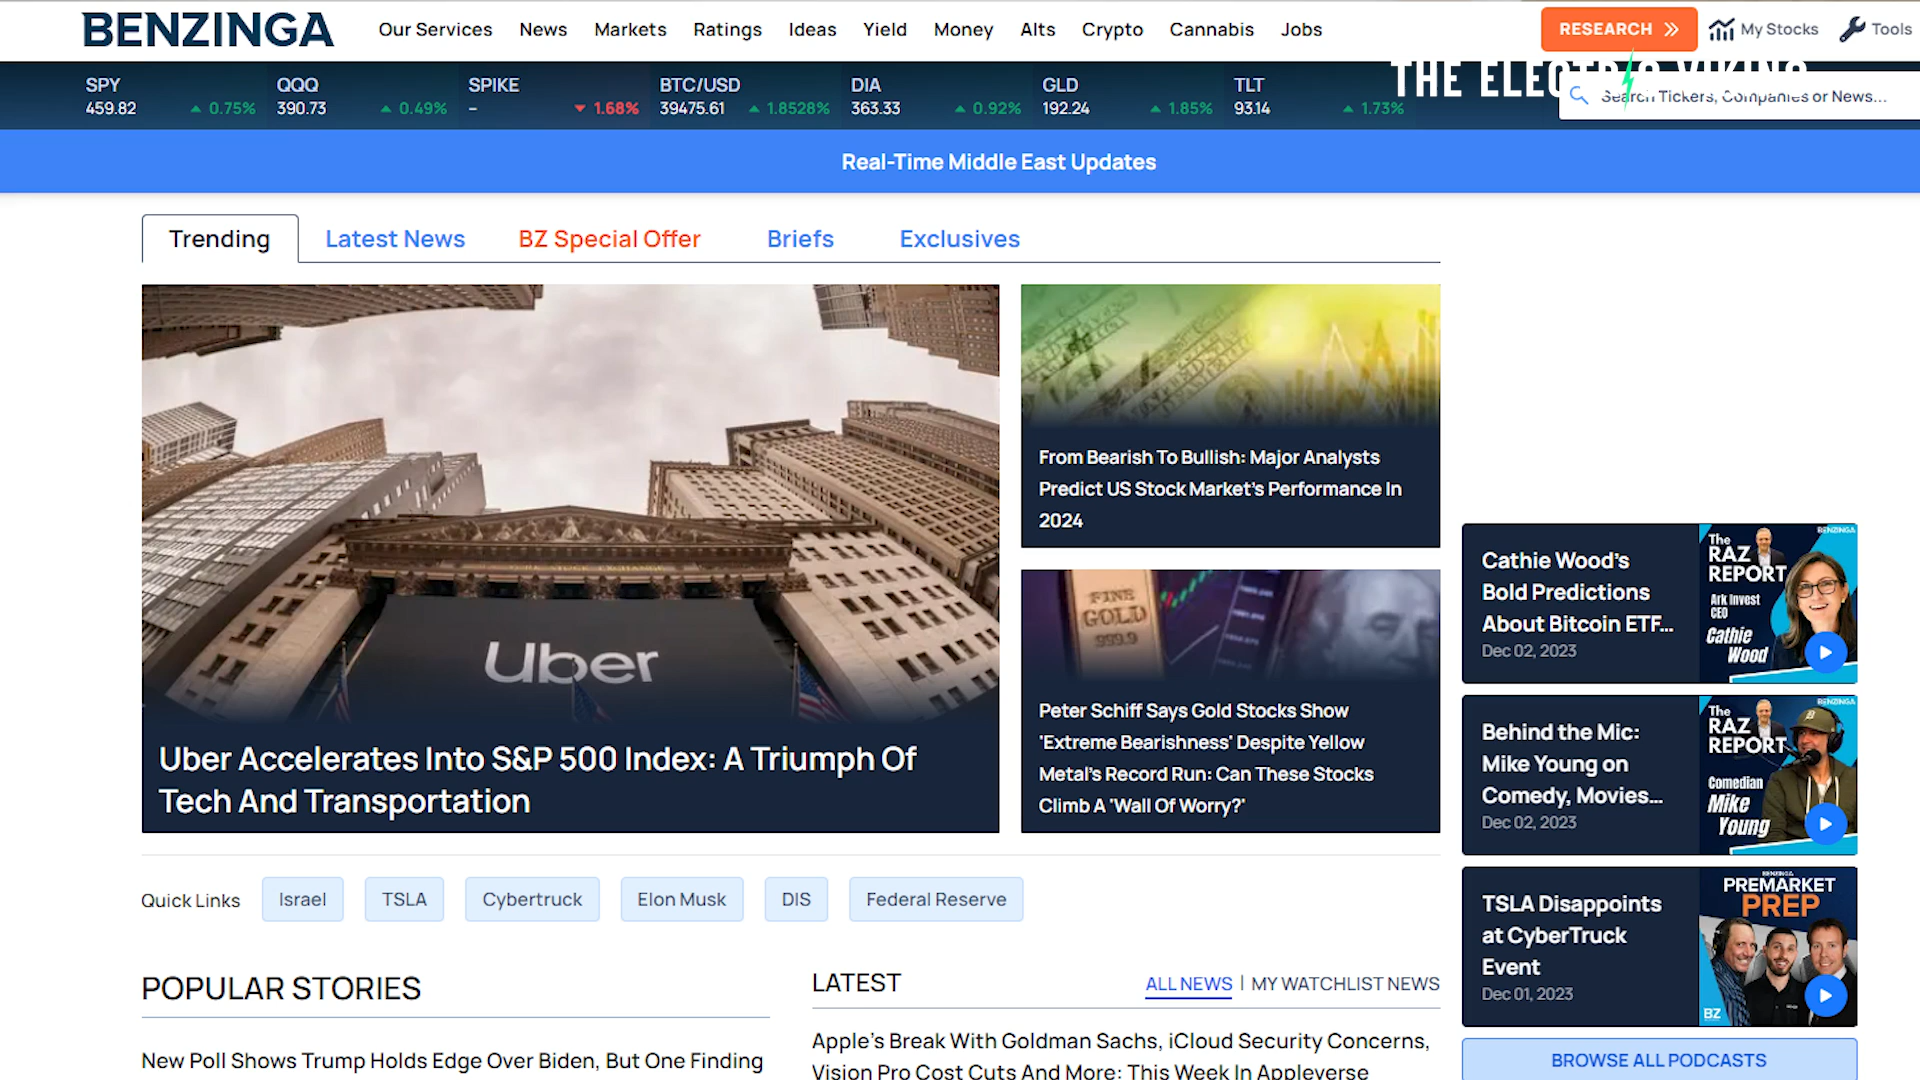 BENZINGA
Our Services News Markets Ratings Ideas Yield Money Alts Crypto Cannabis Jobs
RESEARCH
My Stocks
Tools
THE ELECTRIC VIKING
SPY QQQ SPIKE BTC/USD DIA GLD TLT
459.82 0.75% 390.73 0.49% – 1.68% 39475.61 1.8528% 363.33 0.92% 192.24 1.85% 93.14 1.73%
Search Tickers, Companies or News...
Real-Time Middle East Updates
Trending Latest News BZ Special Offer Briefs Exclusives
Uber
Uber Accelerates Into S&P 500 Index: A Triumph Of
Tech And Transportation
From Bearish To Bullish: Major Analysts
Predict US Stock Market's Performance In
2024
FINE
GOLD
999.9
Peter Schiff Says Gold Stocks Show
'Extreme Bearishness' Despite Yellow
Metal's Record Run: Can These Stocks
Climb A 'Wall Of Worry?'
Cathie Wood's
Bold Predictions
About Bitcoin ETF...
Dec 02, 2023
BENZINGA
The
RAZ
REPORT
Ark Invest
CEO
Cathie
Wood
Behind the Mic:
Mike Young on
Comedy, Movies...
Dec 02, 2023
BENZINGA
The
RAZ
REPORT
Comedian
Mike
Young
TSLA Disappoints
at CyberTruck
Event
Dec 01, 2023
BENZINGA
PREMARKET
PREP
BZ
BROWSE ALL PODCASTS
Quick Links Israel TSLA Cybertruck Elon Musk DIS Federal Reserve
POPULAR STORIES
New Poll Shows Trump Holds Edge Over Biden, But One Finding
LATEST
ALL NEWS | MY WATCHLIST NEWS
Apple's Break With Goldman Sachs, iCloud Security Concerns,
Vision Pro Cost Cuts And More: This Week In Appleverse